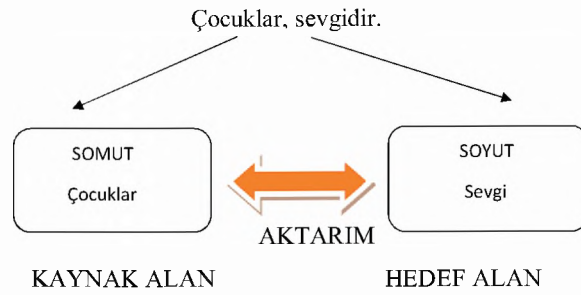 Çocuklar, sevgidir.
SOMUT
Çocuklar
SOYUT
Sevgi
AKTARIM
KAYNAK ALAN
HEDEF ALAN